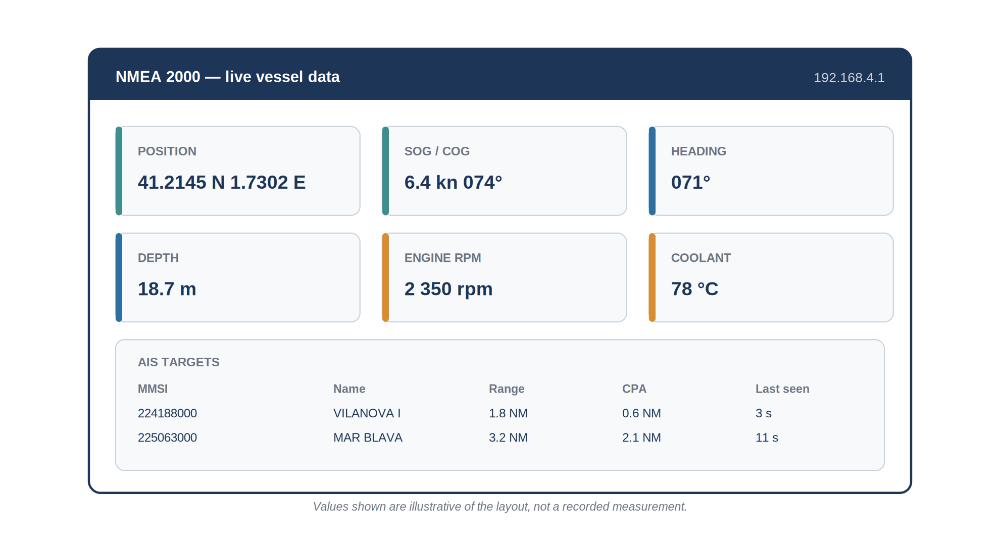 NMEA 2000 — live vessel data
192.168.4.1
POSITION
41.2145 N 1.7302 E
SOG / COG
6.4 kn 074°
HEADING
071°
DEPTH
18.7 m
ENGINE RPM
2 350 rpm
COOLANT
78 °C
AIS TARGETS
MMSI Name Range CPA Last seen
224188000 VILANOVA I 1.8 NM 0.6 NM 3 s
225063000 MAR BLAVA 3.2 NM 2.1 NM 11 s
Values shown are illustrative of the layout, not a recorded measurement.